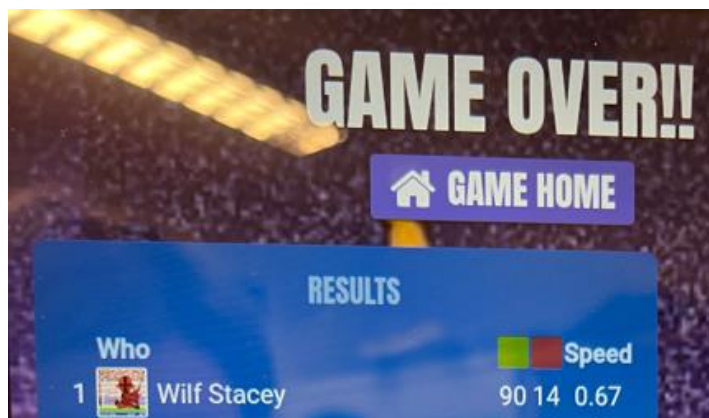 GAME OVER!!
GAME HOME
RESULTS
Who Speed
1 Wilf Stacey 90 14 0.67